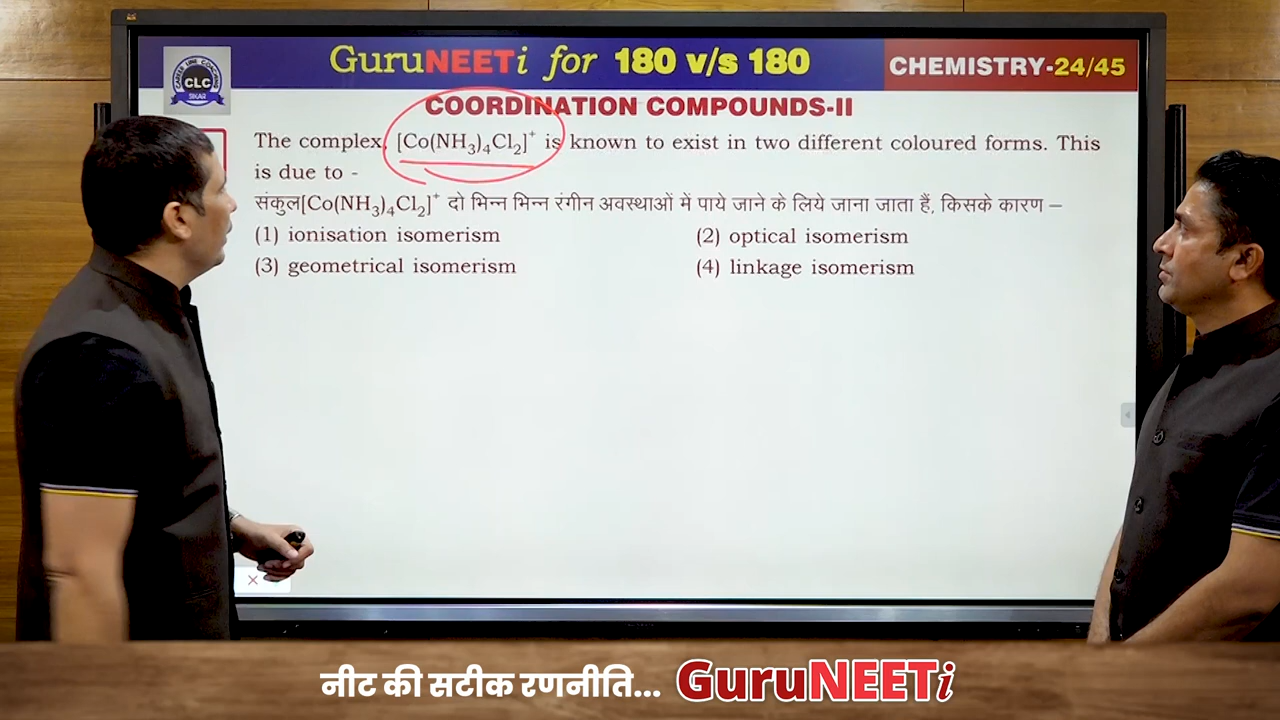 GuruNEETi for 180 v/s 180
CHEMISTRY-24/45
CLC
SIKAR
COORDINATION COMPOUNDS-II
The complex, [Co(NH₃)₄Cl₂]⁺ is known to exist in two different coloured forms. This
is due to -
संकुल[Co(NH₃)₄Cl₂]⁺ दो भिन्न भिन्न रंगीन अवस्थाओं में पाये जाने के लिये जाना जाता हैं, किसके कारण –
(1) ionisation isomerism
(2) optical isomerism
(3) geometrical isomerism
(4) linkage isomerism
नीट की सटीक रणनीति... GuruNEETi